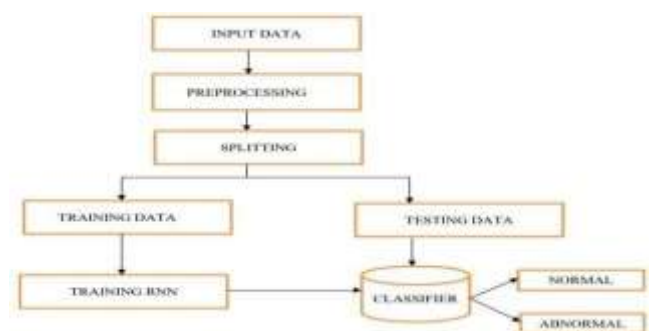 INPUT DATA
PREPROCESSING
SPLITTING
TRAINING DATA
TESTING DATA
TRAINING RNN
CLASSIFIER
NORMAL
ABNORMAL